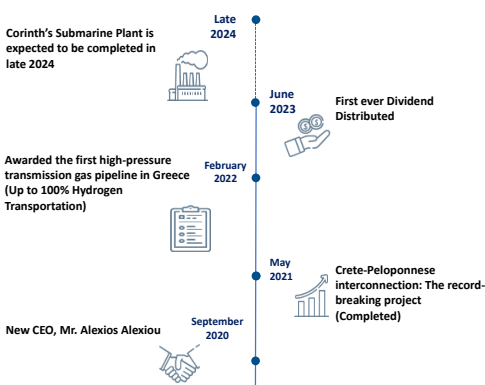 Late
2024
Corinth's Submarine Plant is
expected to be completed in
late 2024
June
2023
First ever Dividend
Distributed
Awarded the first high-pressure
transmission gas pipeline in Greece
(Up to 100% Hydrogen
Transportation)
February
2022
May
2021
Crete-Peloponnese
interconnection: The record-
breaking project
(Completed)
New CEO, Mr. Alexios Alexiou
September
2020